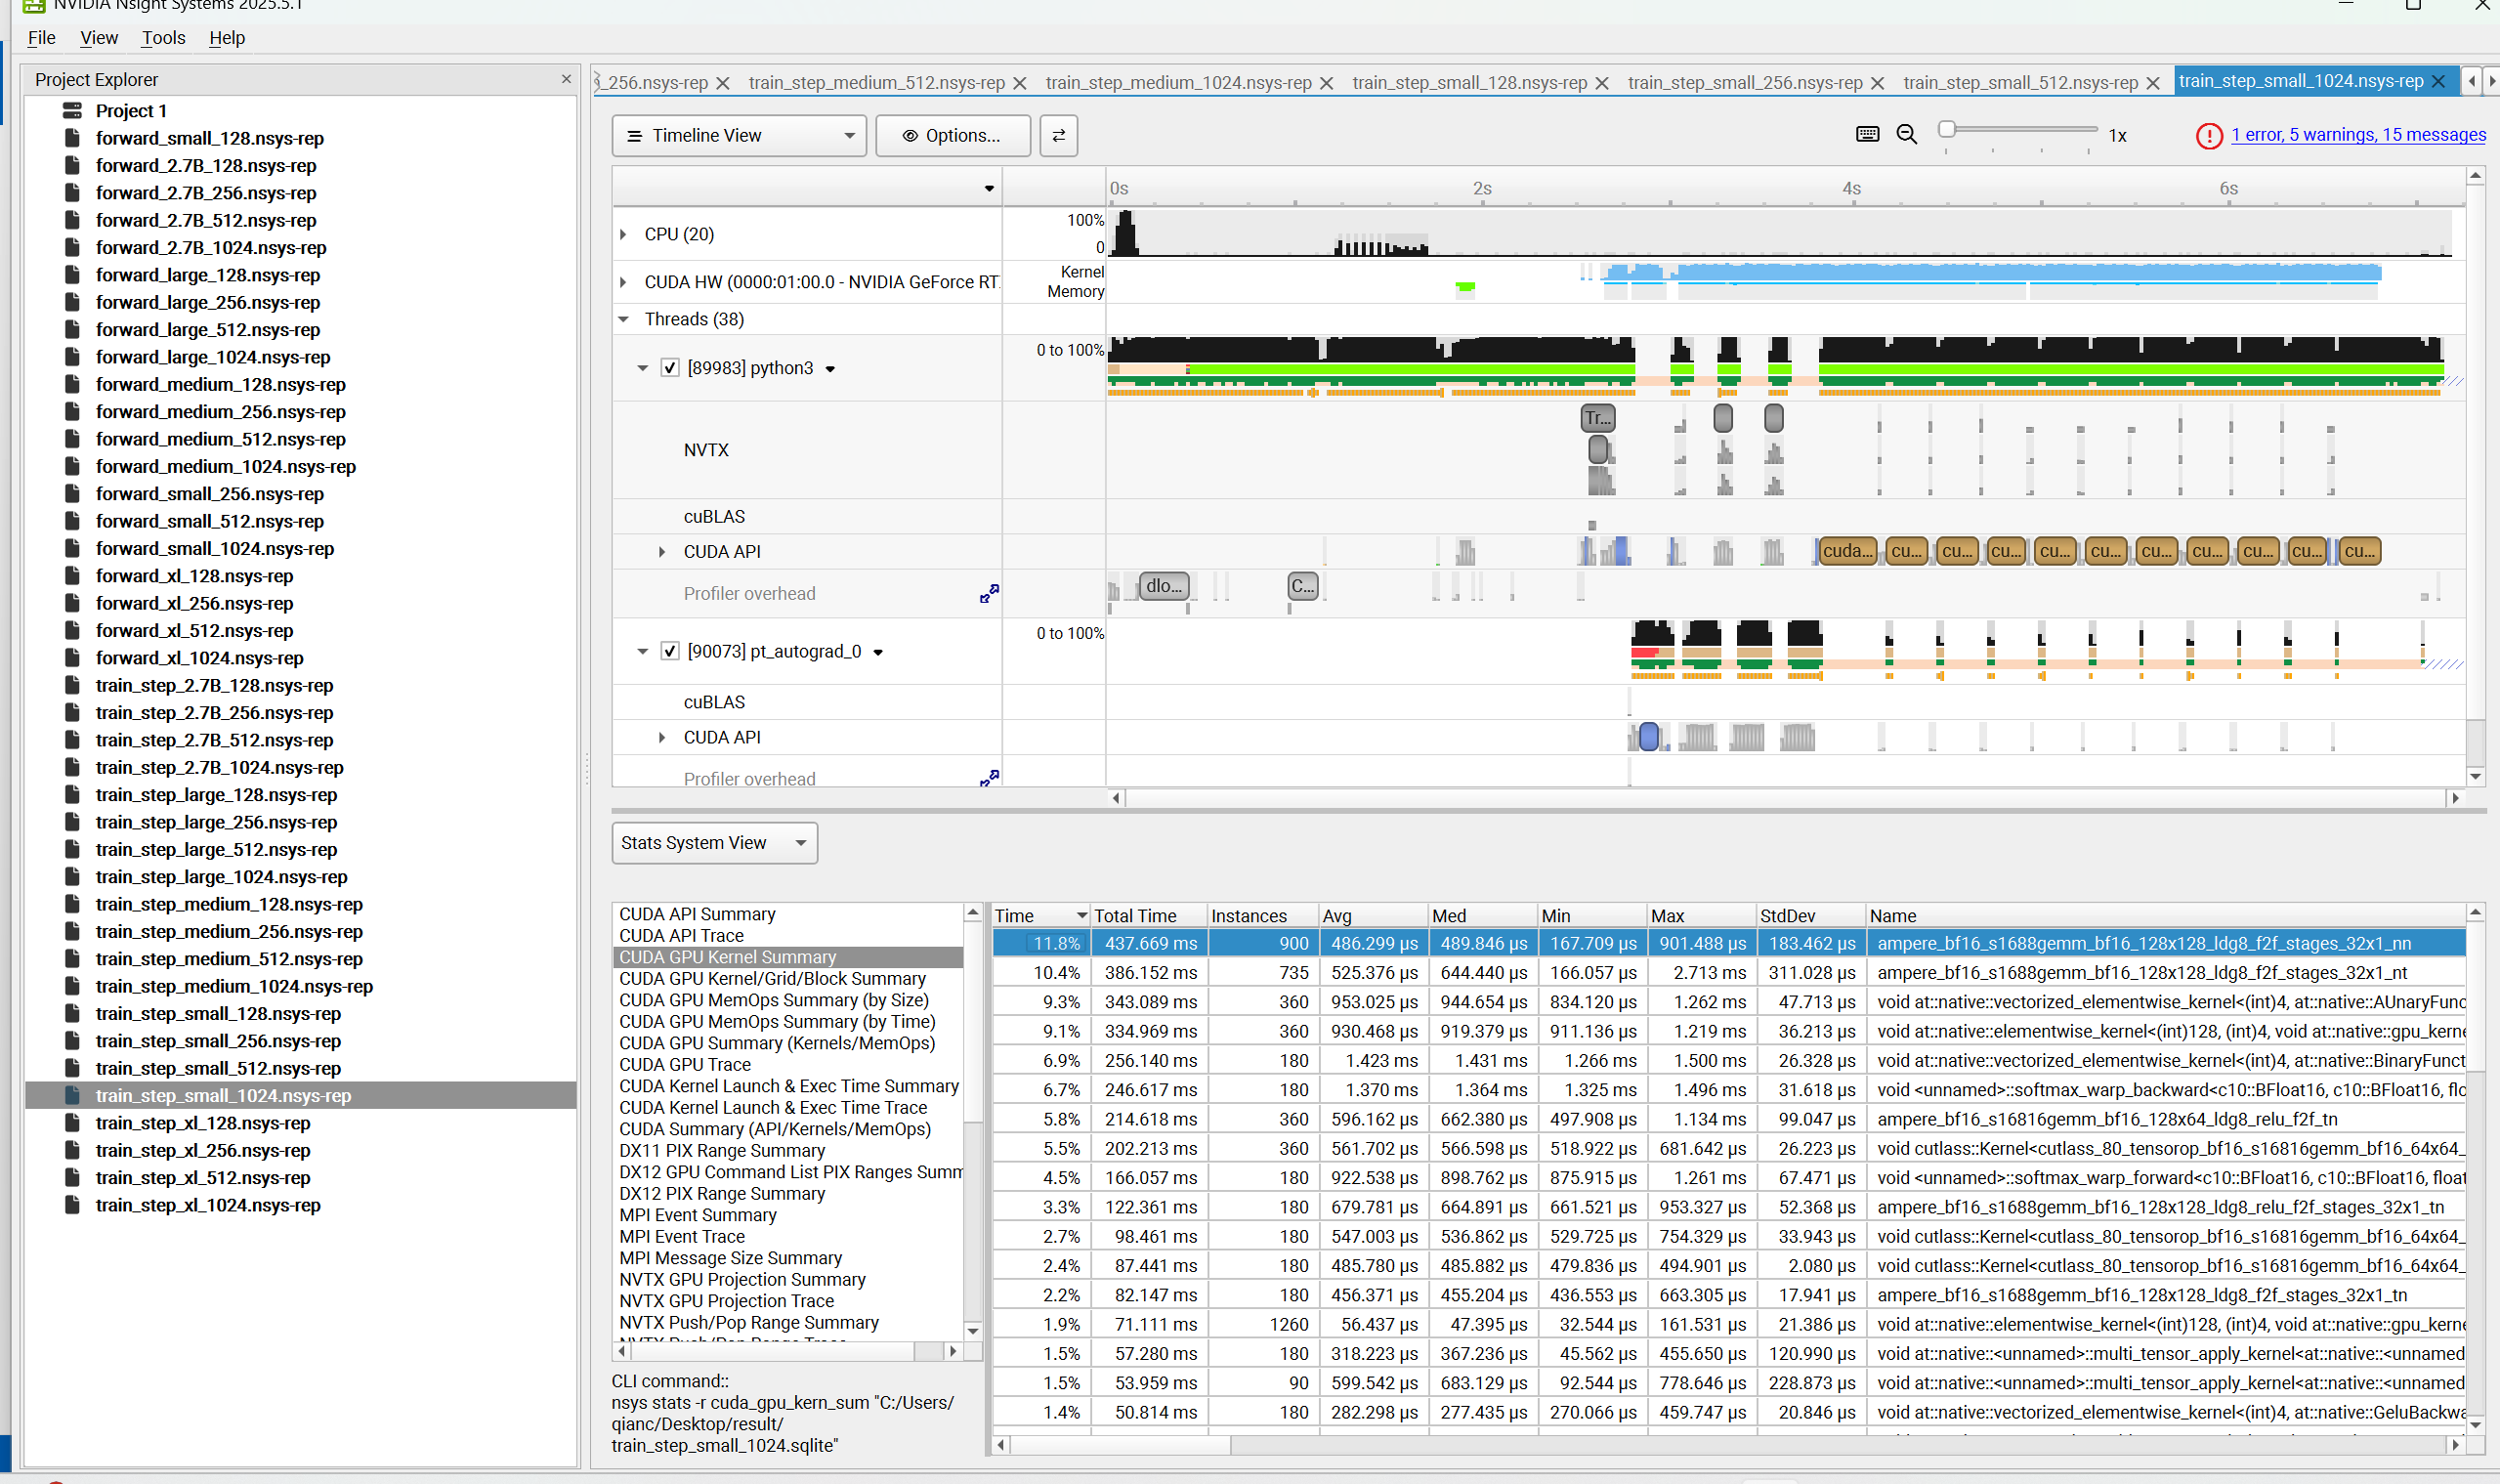 NVIDIA Nsight Systems 2025.5.1
File View Tools Help
Project Explorer
Project 1
forward_small_128.nsys-rep
forward_2.7B_128.nsys-rep
forward_2.7B_256.nsys-rep
forward_2.7B_512.nsys-rep
forward_2.7B_1024.nsys-rep
forward_large_128.nsys-rep
forward_large_256.nsys-rep
forward_large_512.nsys-rep
forward_large_1024.nsys-rep
forward_medium_128.nsys-rep
forward_medium_256.nsys-rep
forward_medium_512.nsys-rep
forward_medium_1024.nsys-rep
forward_small_256.nsys-rep
forward_small_512.nsys-rep
forward_small_1024.nsys-rep
forward_xl_128.nsys-rep
forward_xl_256.nsys-rep
forward_xl_512.nsys-rep
forward_xl_1024.nsys-rep
train_step_2.7B_128.nsys-rep
train_step_2.7B_256.nsys-rep
train_step_2.7B_512.nsys-rep
train_step_2.7B_1024.nsys-rep
train_step_large_128.nsys-rep
train_step_large_256.nsys-rep
train_step_large_512.nsys-rep
train_step_large_1024.nsys-rep
train_step_medium_128.nsys-rep
train_step_medium_256.nsys-rep
train_step_medium_512.nsys-rep
train_step_medium_1024.nsys-rep
train_step_small_128.nsys-rep
train_step_small_256.nsys-rep
train_step_small_512.nsys-rep
train_step_small_1024.nsys-rep
train_step_xl_128.nsys-rep
train_step_xl_256.nsys-rep
train_step_xl_512.nsys-rep
train_step_xl_1024.nsys-rep
_256.nsys-rep train_step_medium_512.nsys-rep train_step_medium_1024.nsys-rep train_step_small_128.nsys-rep train_step_small_256.nsys-rep train_step_small_512.nsys-rep train_step_small_1024.nsys-rep
Timeline View Options... 1x 1 error, 5 warnings, 15 messages
0s 2s 4s 6s
CPU (20) 100%
0
CUDA HW (0000:01:00.0 - NVIDIA GeForce RT Kernel
Memory
Threads (38)
[89983] python3 0 to 100%
Tr...
NVTX
cuBLAS
CUDA API cuda... cu... cu... cu... cu... cu... cu... cu... cu... cu... cu...
Profiler overhead dlo... C...
[90073] pt_autograd_0 0 to 100%
cuBLAS
CUDA API
Profiler overhead
Stats System View
CUDA API Summary
CUDA API Trace
CUDA GPU Kernel Summary
CUDA GPU Kernel/Grid/Block Summary
CUDA GPU MemOps Summary (by Size)
CUDA GPU MemOps Summary (by Time)
CUDA GPU Summary (Kernels/MemOps)
CUDA GPU Trace
CUDA Kernel Launch & Exec Time Summary
CUDA Kernel Launch & Exec Time Trace
CUDA Summary (API/Kernels/MemOps)
DX11 PIX Range Summary
DX12 GPU Command List PIX Ranges Summ
DX12 PIX Range Summary
MPI Event Summary
MPI Event Trace
MPI Message Size Summary
NVTX GPU Projection Summary
NVTX GPU Projection Trace
NVTX Push/Pop Range Summary
NVTX Push/Pop Range Trace
CLI command::
nsys stats -r cuda_gpu_kern_sum "C:/Users/
qianc/Desktop/result/
train_step_small_1024.sqlite"
Time Total Time Instances Avg Med Min Max StdDev Name
11.8% 437.669 ms 900 486.299 μs 489.846 μs 167.709 μs 901.488 μs 183.462 μs ampere_bf16_s1688gemm_bf16_128x128_ldg8_f2f_stages_32x1_nn
10.4% 386.152 ms 735 525.376 μs 644.440 μs 166.057 μs 2.713 ms 311.028 μs ampere_bf16_s1688gemm_bf16_128x128_ldg8_f2f_stages_32x1_nt
9.3% 343.089 ms 360 953.025 μs 944.654 μs 834.120 μs 1.262 ms 47.713 μs void at::native::vectorized_elementwise_kernel<(int)4, at::native::AUnaryFunc
9.1% 334.969 ms 360 930.468 μs 919.379 μs 911.136 μs 1.219 ms 36.213 μs void at::native::elementwise_kernel<(int)128, (int)4, void at::native::gpu_kerne
6.9% 256.140 ms 180 1.423 ms 1.431 ms 1.266 ms 1.500 ms 26.328 μs void at::native::vectorized_elementwise_kernel<(int)4, at::native::BinaryFunct
6.7% 246.617 ms 180 1.370 ms 1.364 ms 1.325 ms 1.496 ms 31.618 μs void <unnamed>::softmax_warp_backward<c10::BFloat16, c10::BFloat16, flo
5.8% 214.618 ms 360 596.162 μs 662.380 μs 497.908 μs 1.134 ms 99.047 μs ampere_bf16_s16816gemm_bf16_128x64_ldg8_relu_f2f_tn
5.5% 202.213 ms 360 561.702 μs 566.598 μs 518.922 μs 681.642 μs 26.223 μs void cutlass::Kernel<cutlass_80_tensorop_bf16_s16816gemm_bf16_64x64_
4.5% 166.057 ms 180 922.538 μs 898.762 μs 875.915 μs 1.261 ms 67.471 μs void <unnamed>::softmax_warp_forward<c10::BFloat16, c10::BFloat16, float
3.3% 122.361 ms 180 679.781 μs 664.891 μs 661.521 μs 953.327 μs 52.368 μs ampere_bf16_s1688gemm_bf16_128x128_ldg8_relu_f2f_stages_32x1_tn
2.7% 98.461 ms 180 547.003 μs 536.862 μs 529.725 μs 754.329 μs 33.943 μs void cutlass::Kernel<cutlass_80_tensorop_bf16_s16816gemm_bf16_64x64_
2.4% 87.441 ms 180 485.780 μs 485.882 μs 479.836 μs 494.901 μs 2.080 μs void cutlass::Kernel<cutlass_80_tensorop_bf16_s16816gemm_bf16_64x64_
2.2% 82.147 ms 180 456.371 μs 455.204 μs 436.553 μs 663.305 μs 17.941 μs ampere_bf16_s1688gemm_bf16_128x128_ldg8_f2f_stages_32x1_tn
1.9% 71.111 ms 1260 56.437 μs 47.395 μs 32.544 μs 161.531 μs 21.386 μs void at::native::elementwise_kernel<(int)128, (int)4, void at::native::gpu_kerne
1.5% 57.280 ms 180 318.223 μs 367.236 μs 45.562 μs 455.650 μs 120.990 μs void at::native::<unnamed>::multi_tensor_apply_kernel<at::native::<unnamed
1.5% 53.959 ms 90 599.542 μs 683.129 μs 92.544 μs 778.646 μs 228.873 μs void at::native::<unnamed>::multi_tensor_apply_kernel<at::native::<unnamed
1.4% 50.814 ms 180 282.298 μs 277.435 μs 270.066 μs 459.747 μs 20.846 μs void at::native::vectorized_elementwise_kernel<(int)4, at::native::GeluBackwa